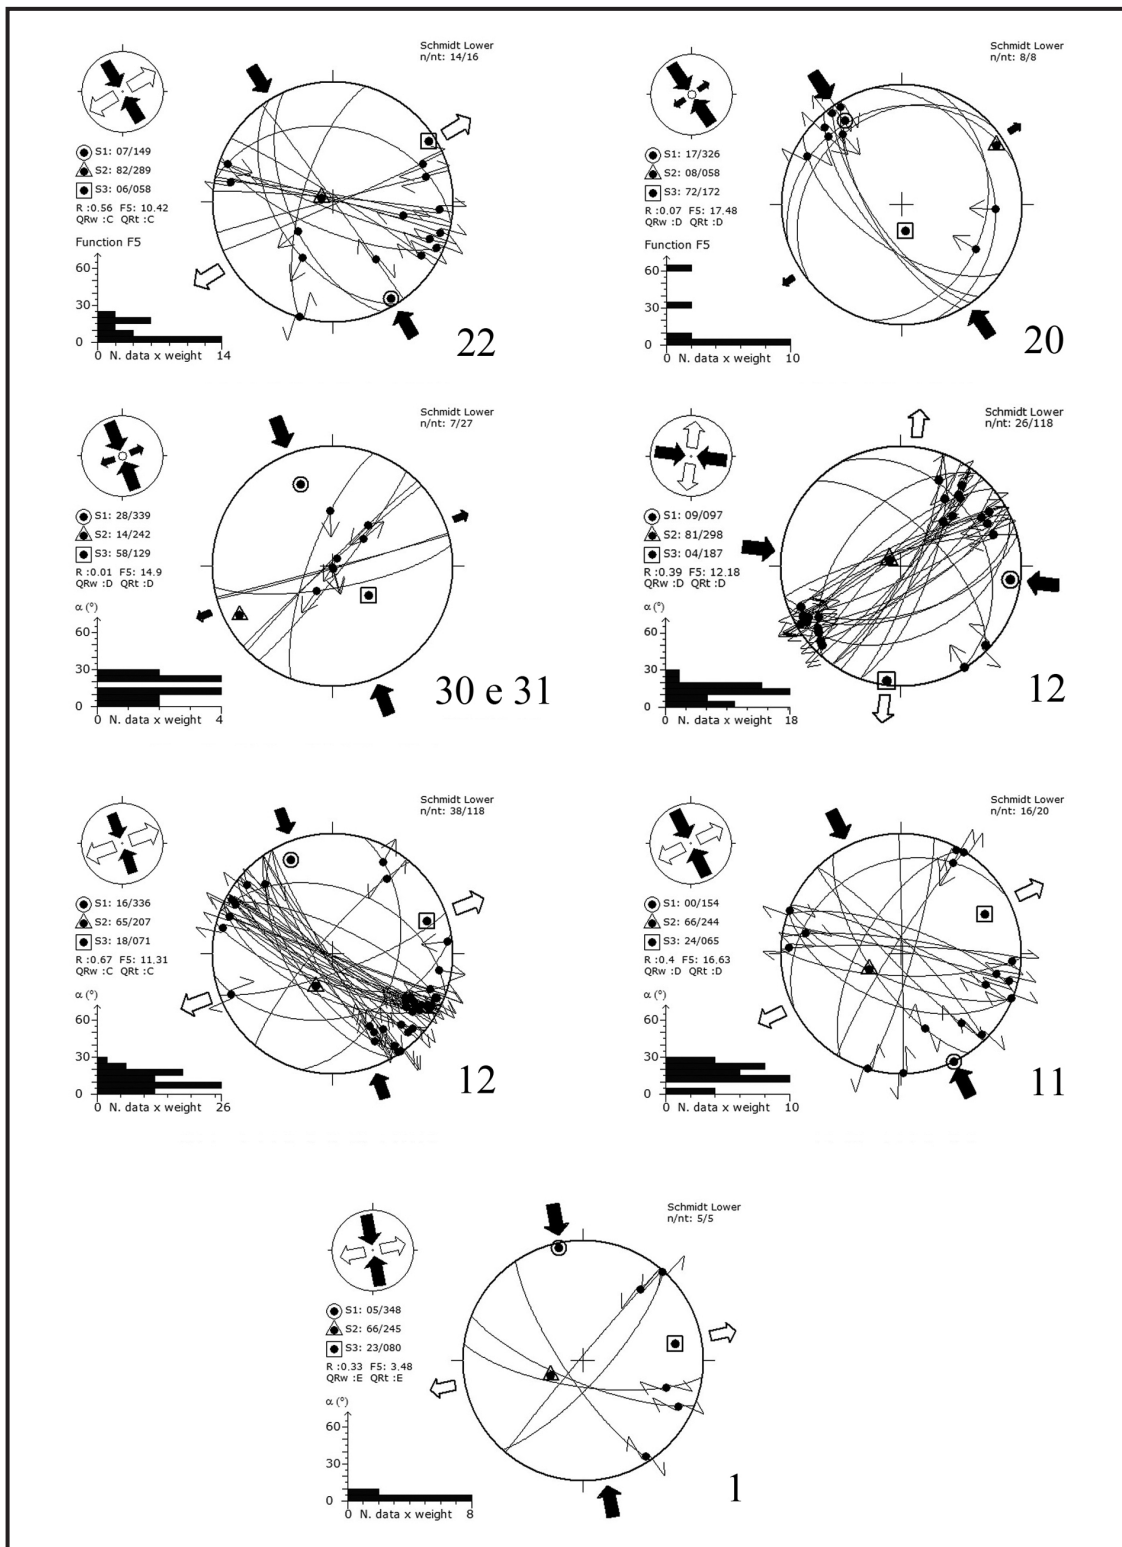 Schmidt Lower
n/nt: 14/16
S1: 07/149
S2: 82/289
S3: 06/058
R :0.56 F5: 10.42
QRw :C QRt :C
Function F5
60
30
0
0 N. data x weight 14
22
Schmidt Lower
n/nt: 8/8
S1: 17/326
S2: 08/058
S3: 72/172
R :0.07 F5: 17.48
QRw :D QRt :D
Function F5
60
30
0
0 N. data x weight 10
20
Schmidt Lower
n/nt: 7/27
S1: 28/339
S2: 14/242
S3: 58/129
R :0.01 F5: 14.9
QRw :D QRt :D
α (°)
60
30
0
0 N. data x weight 4
30 e 31
Schmidt Lower
n/nt: 26/118
S1: 09/097
S2: 81/298
S3: 04/187
R :0.39 F5: 12.18
QRw :D QRt :D
α (°)
60
30
0
0 N. data x weight 18
12
Schmidt Lower
n/nt: 38/118
S1: 16/336
S2: 65/207
S3: 18/071
R :0.67 F5: 11.31
QRw :C QRt :C
α (°)
60
30
0
0 N. data x weight 26
12
Schmidt Lower
n/nt: 16/20
S1: 00/154
S2: 66/244
S3: 24/065
R :0.4 F5: 16.63
QRw :D QRt :D
α (°)
60
30
0
0 N. data x weight 10
11
Schmidt Lower
n/nt: 5/5
S1: 05/348
S2: 66/245
S3: 23/080
R :0.33 F5: 3.48
QRw :E QRt :E
α (°)
60
30
0
0 N. data x weight 8
1